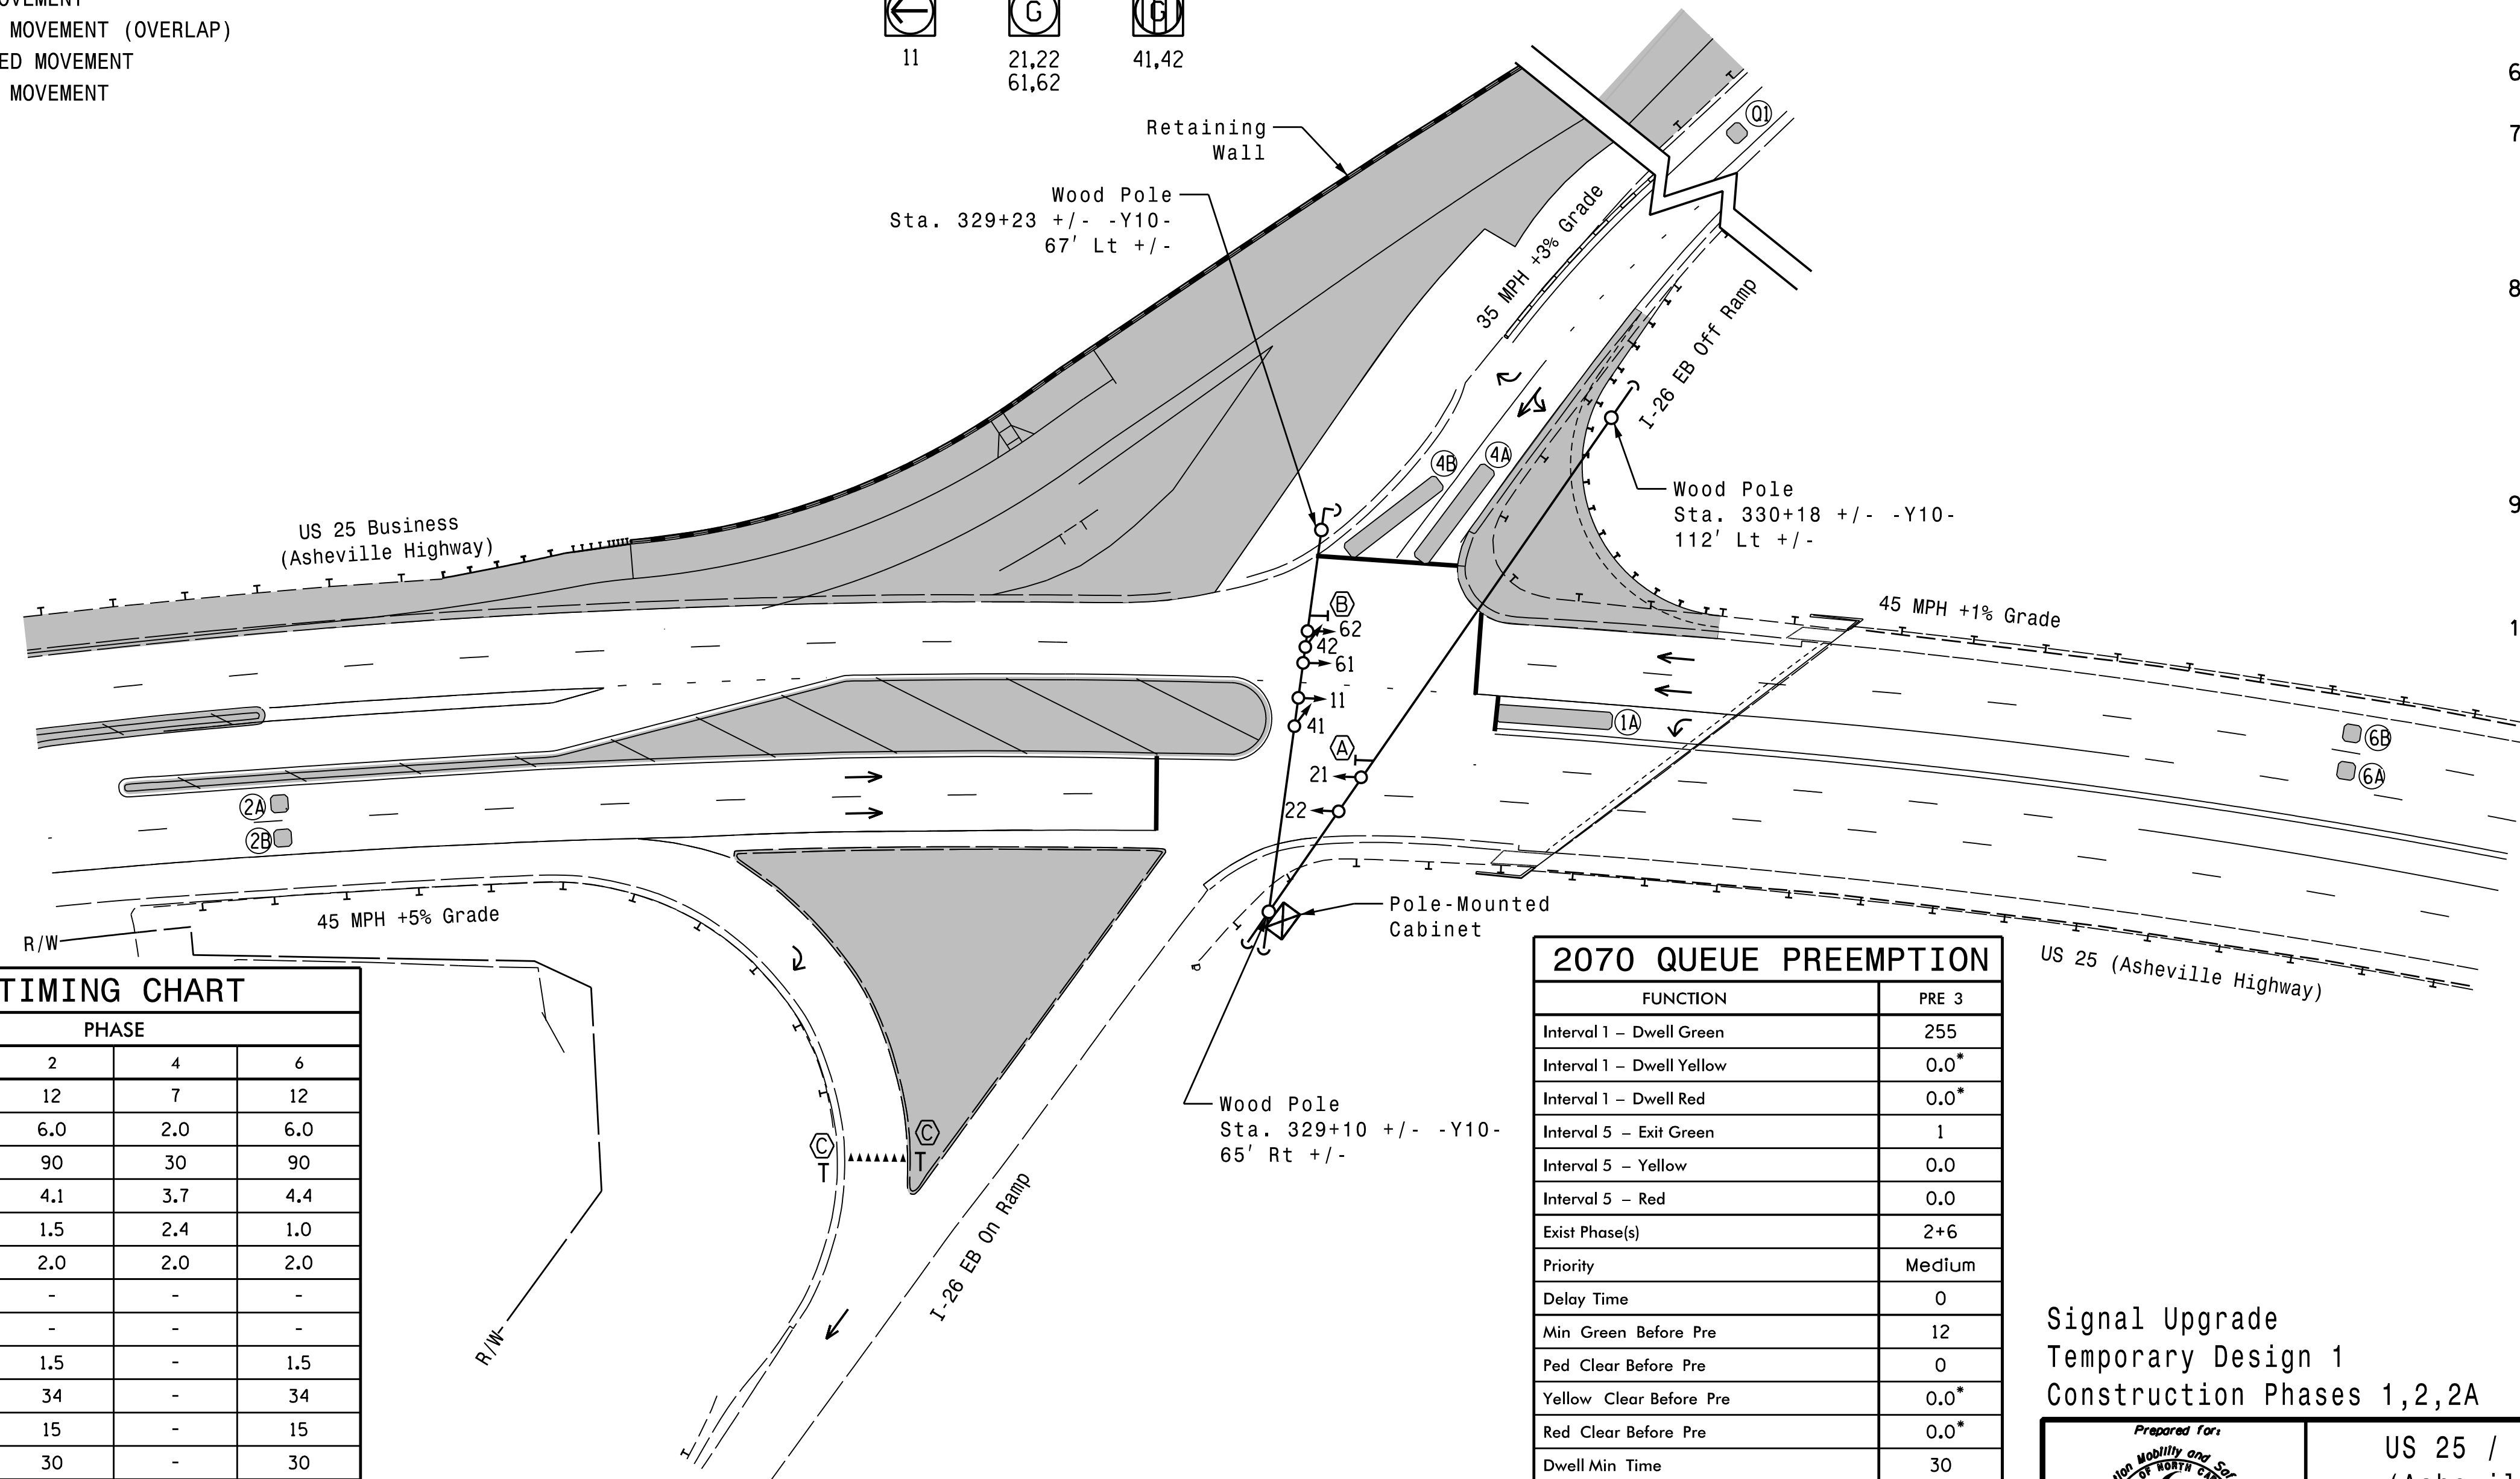 MOVEMENT (OVERLAP)
ED MOVEMENT
MOVEMENT
11
G
21,22
61,62
G
41,42
Retaining
Wall
Wood Pole
Sta. 329+23 +/- -Y10-
67' Lt +/-
Q1
35 MPH +3% Grade
I-26 EB Off Ramp
4B
4A
Wood Pole
Sta. 330+18 +/- -Y10-
112' Lt +/-
US 25 Business
(Asheville Highway)
45 MPH +1% Grade
B
62
42
61
11
41
A
21
22
1A
6B
6A
2A
2B
45 MPH +5% Grade
R/W
R/W
Pole-Mounted
Cabinet
US 25 (Asheville Highway)
Wood Pole
Sta. 329+10 +/- -Y10-
65' Rt +/-
C
T
C
T
I-26 EB On Ramp
TIMING CHART
PHASE
2 4 6
12 7 12
6.0 2.0 6.0
90 30 90
4.1 3.7 4.4
1.5 2.4 1.0
2.0 2.0 2.0
- - -
- - -
1.5 - 1.5
34 - 34
15 - 15
30 - 30
2070 QUEUE PREEMPTION
FUNCTION PRE 3
Interval 1 – Dwell Green 255
Interval 1 – Dwell Yellow 0.0*
Interval 1 – Dwell Red 0.0*
Interval 5 – Exit Green 1
Interval 5 – Yellow 0.0
Interval 5 – Red 0.0
Exist Phase(s) 2+6
Priority Medium
Delay Time 0
Min Green Before Pre 12
Ped Clear Before Pre 0
Yellow Clear Before Pre 0.0*
Red Clear Before Pre 0.0*
Dwell Min Time 30
Signal Upgrade
Temporary Design 1
Construction Phases 1,2,2A
Prepared for:
Mobility and
OF NORTH
US 25 /
6
7
8
9
1